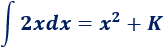 ∫ 2xdx = x² + K